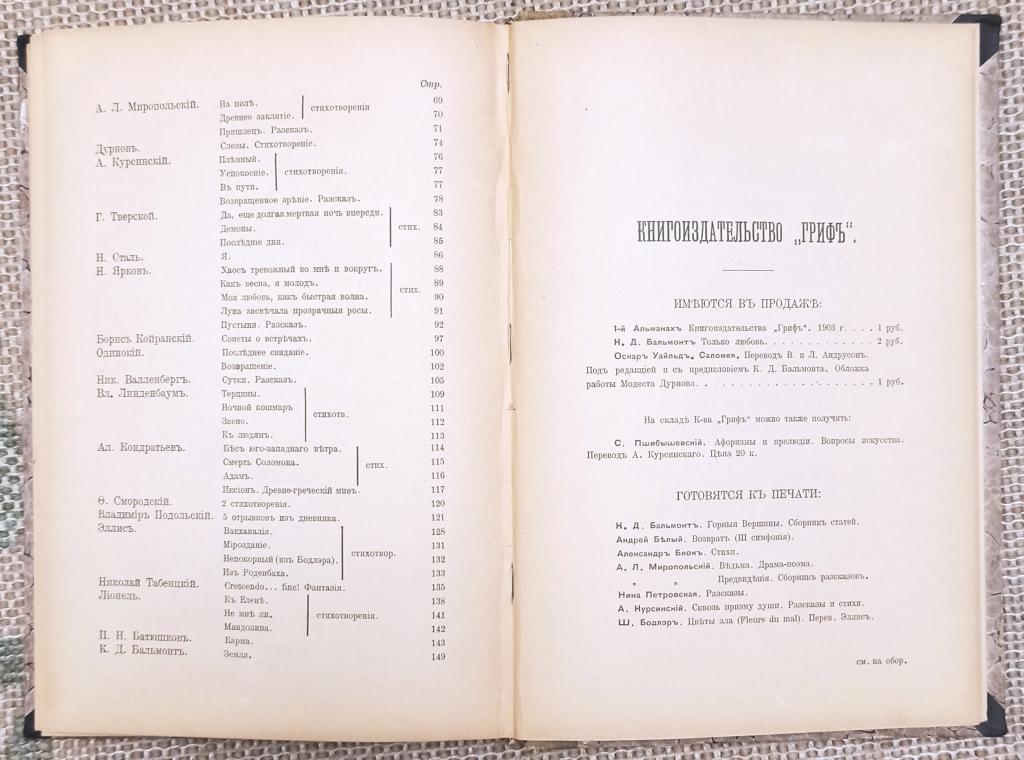 Стр.
А. Л. Миропольскій. На полѣ. стихотворенія 69
Древнее заклятіе. 70
Пришлецъ. Разсказъ. 71
Дурновъ. Слезы. Стихотвореніе. 74
А. Курсинскій. Плѣнный. 76
Успокоеніе. стихотворенія. 77
Въ пути. 77
Возвращенное зрѣніе. Разсказъ. 78
Г. Тверской. Да, еще долгая мертвая ночь впереди. 83
Демоны. стих. 84
Послѣдніе дни. 85
Н. Сталь. Я. 86
Н. Ярковъ. Хаосъ тревожный во мнѣ и вокругъ. 88
Какъ весна, я молодъ. 89
Моя любовь, какъ быстрая волна. стих. 90
Луна засвѣчала прозрачныя росы. 91
Пустыня. Разсказъ. 92
Борисъ Койранскій. Сонеты о встрѣчахъ. 97
Одинокій. Послѣднее свиданіе. 100
Возвращеніе. 102
Ник. Валленбергъ. Сутки. Разсказъ. 105
Вл. Линденбаумъ. Терцины. 109
Ночной кошмаръ 111
Звено. стихотв. 112
Къ людямъ. 113
Ал. Кондратьевъ. Бѣсъ юго-западнаго вѣтра. 114
Смерть Соломона. стих. 115
Адамъ. 116
Иксіонъ. Древне-греческій миѳъ. 117
Ѳ. Смородскій. 2 стихотворенія. 120
Владиміръ Подольскій. 5 отрывковъ изъ дневника. 121
Эллисъ. Вакханалія. 128
Мірозданіе. стихотвор. 131
Непокорный (изъ Бодлэра). 132
Изъ Роденбаха. 133
Николай Табенцкій. Crescendo... fine! Фантазія. 135
Ліонель. Къ Еленѣ. 138
Не мнѣ ли. стихотворенія. 141
Мандолина. 142
П. Н. Батюшковъ. Карма. 143
К. Д. Бальмонтъ. Земля. 149
КНИГОИЗДАТЕЛЬСТВО „ГРИФЪ“.
ИМѢЮТСЯ ВЪ ПРОДАЖѢ:
1-й Альманахъ Книгоиздательства „Грифъ“. 1903 г. . . . 1 руб.
К. Д. Бальмонтъ Только любовь. . . . . . . . . . . . . 2 руб.
Оскаръ Уайльдъ. Саломея. Переводъ В. и Л. Андрусонъ.
Подъ редакціей и съ предисловіемъ К. Д. Бальмонта. Обложка
работы Модеста Дурнова. . . . . . . . . . . . . . . . 1 руб.
На складѣ К-ва „Грифъ“ можно также получить:
С. Пшибышевскій. Афоризмы и прелюдіи. Вопросы искусства.
Переводъ А. Курсинскаго. Цѣна 20 к.
ГОТОВЯТСЯ КЪ ПЕЧАТИ:
К. Д. Бальмонтъ. Горныя Вершины. Сборникъ статей.
Андрей Бѣлый. Возвратъ (III симфонія).
Александръ Блокъ. Стихи.
А. Л. Миропольскій. Вѣдьма. Драма-поэма.
„ „ Предвидѣнія. Сборникъ разсказовъ.
Нина Петровская. Разсказы.
А. Курсинскій. Сквозь призму души. Разсказы и стихи.
Ш. Бодлэръ. Цвѣты зла (Fleurs du mal). Перев. Эллисъ.
см. на обор.